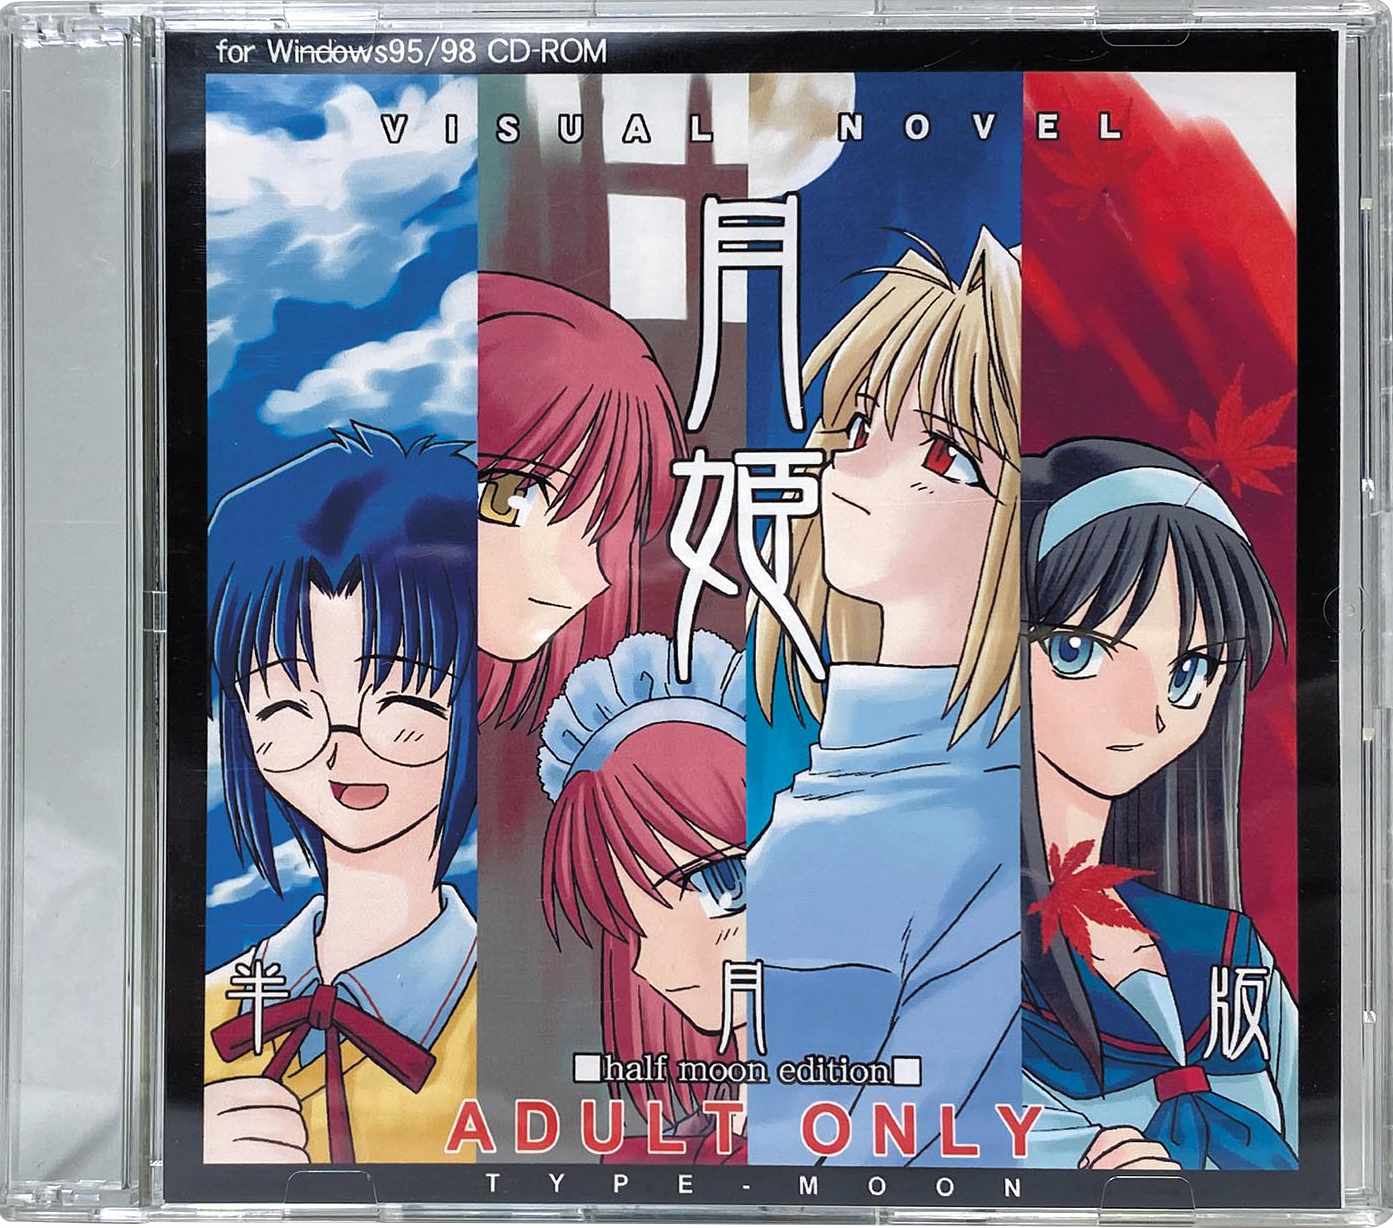 for Windows95/98 CD-ROM
VISUAL NOVEL
月姫
半月版
■half moon edition■
ADULT ONLY
TYPE-MOON